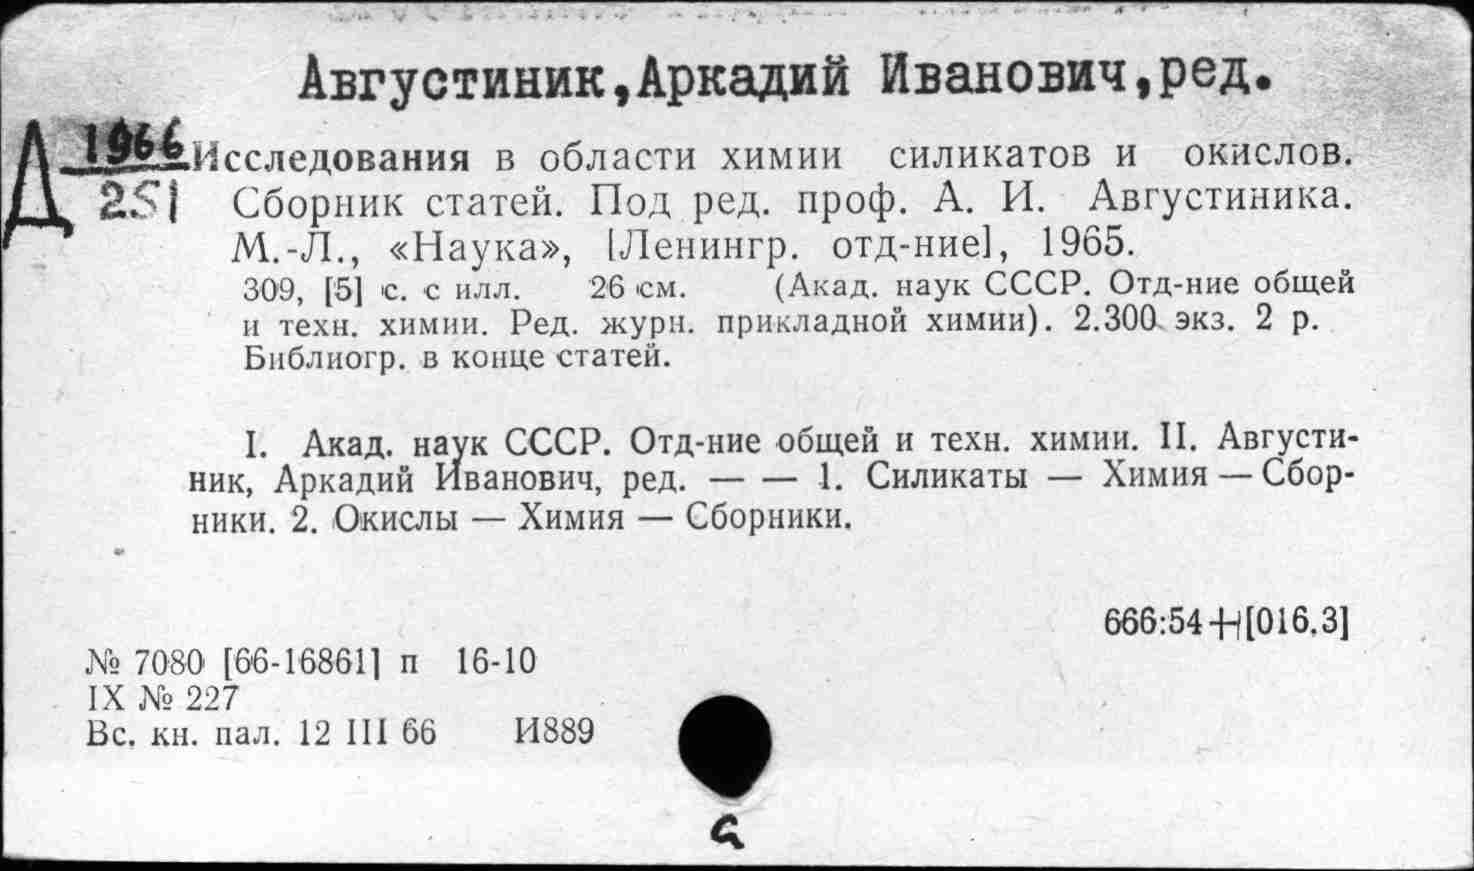 Августиник,Аркадий Иванович,ред.
Д 1966
251
Исследования в области химии силикатов и окислов.
Сборник статей. Под ред. проф. А. И. Августиника.
М.-Л., «Наука», [Ленингр. отд-ние], 1965.
309, [5] с. с илл. 26 см. (Акад. наук СССР. Отд-ние общей
и техн. химии. Ред. журн. прикладной химии). 2.300 экз. 2 р.
Библиогр. в конце статей.
I. Акад. наук СССР. Отд-ние общей и техн. химии. II. Августи-
ник, Аркадий Иванович, ред. — — 1. Силикаты — Химия — Сбор-
ники. 2. Окислы — Химия — Сборники.
666:54+[016.3]
№ 7080 [66-16861] п 16-10
IX № 227
Вс. кн. пал. 12 III 66 И889